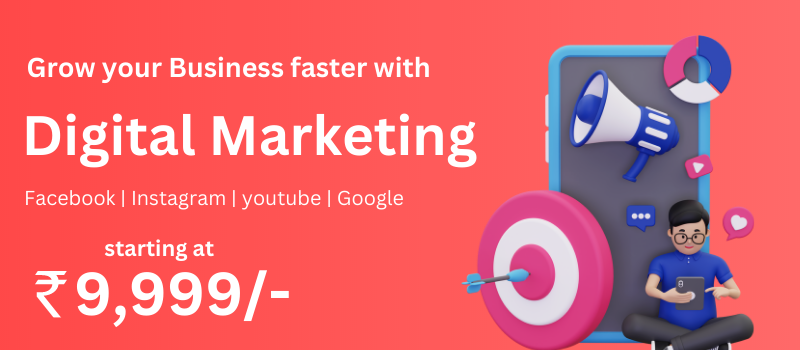 Grow your Business faster with
Digital Marketing
Facebook | Instagram | youtube | Google
starting at
₹9,999/-